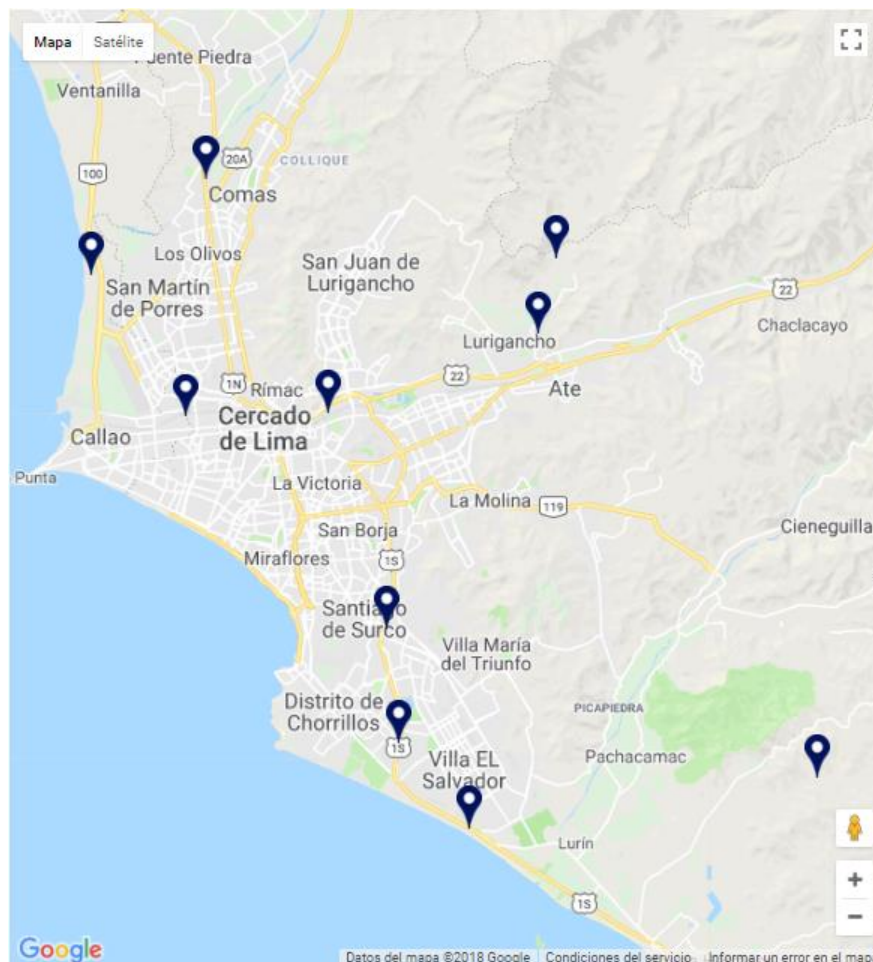 Mapa
Satélite
Puente Piedra
Ventanilla
100
20A
COLLIQUE
Comas
Los Olivos
San Juan de
Lurigancho
San Martín
de Porres
22
Chaclacayo
Lurigancho
1N
Rímac
22
Ate
Cercado
de Lima
Callao
Punta
La Victoria
La Molina
119
San Borja
Cieneguilla
Miraflores
1S
Santiago
de Surco
Villa María
del Triunfo
Distrito de
Chorrillos
PICAPIEDRA
1S
Pachacamac
Villa EL
Salvador
Lurín
1S
Google
Datos del mapa ©2018 Google
Condiciones del servicio
Informar un error en el mapa